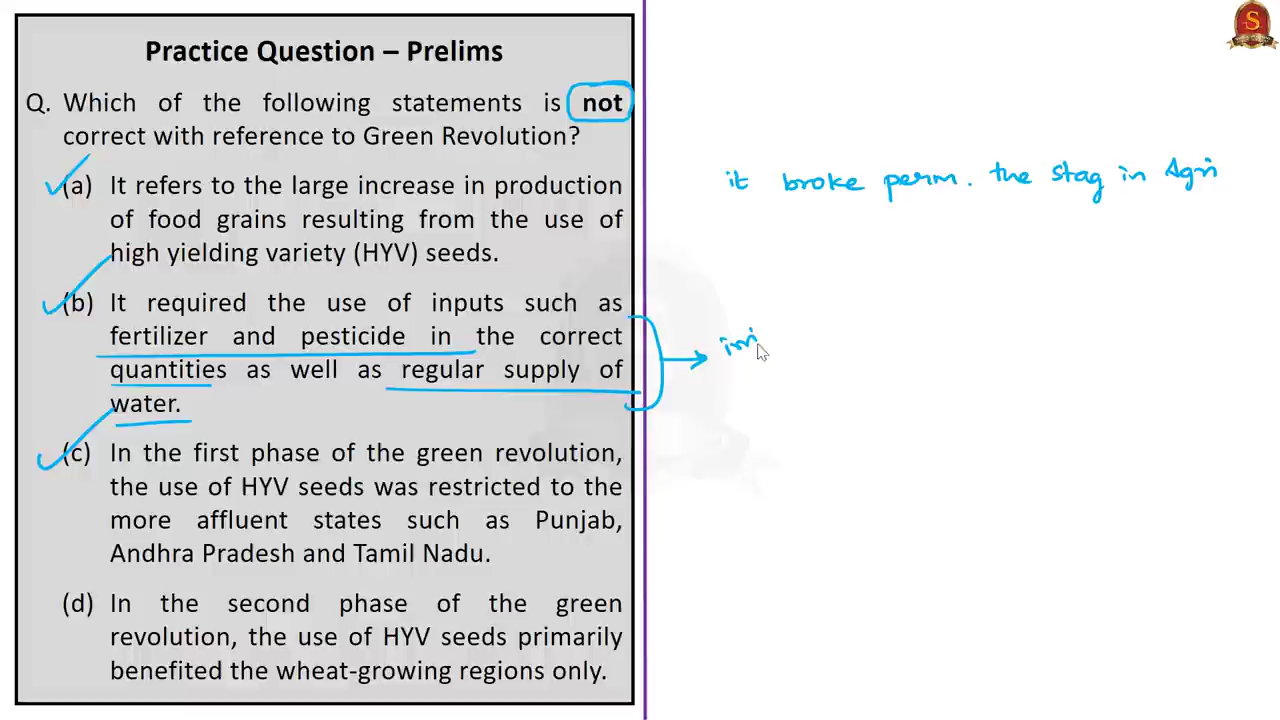 Practice Question – Prelims
Q. Which of the following statements is not
correct with reference to Green Revolution?
(a) It refers to the large increase in production
of food grains resulting from the use of
high yielding variety (HYV) seeds.
(b) It required the use of inputs such as
fertilizer and pesticide in the correct
quantities as well as regular supply of
water.
(c) In the first phase of the green revolution,
the use of HYV seeds was restricted to the
more affluent states such as Punjab,
Andhra Pradesh and Tamil Nadu.
(d) In the second phase of the green
revolution, the use of HYV seeds primarily
benefited the wheat-growing regions only.
it broke perm. the stag in Agri
irri
S